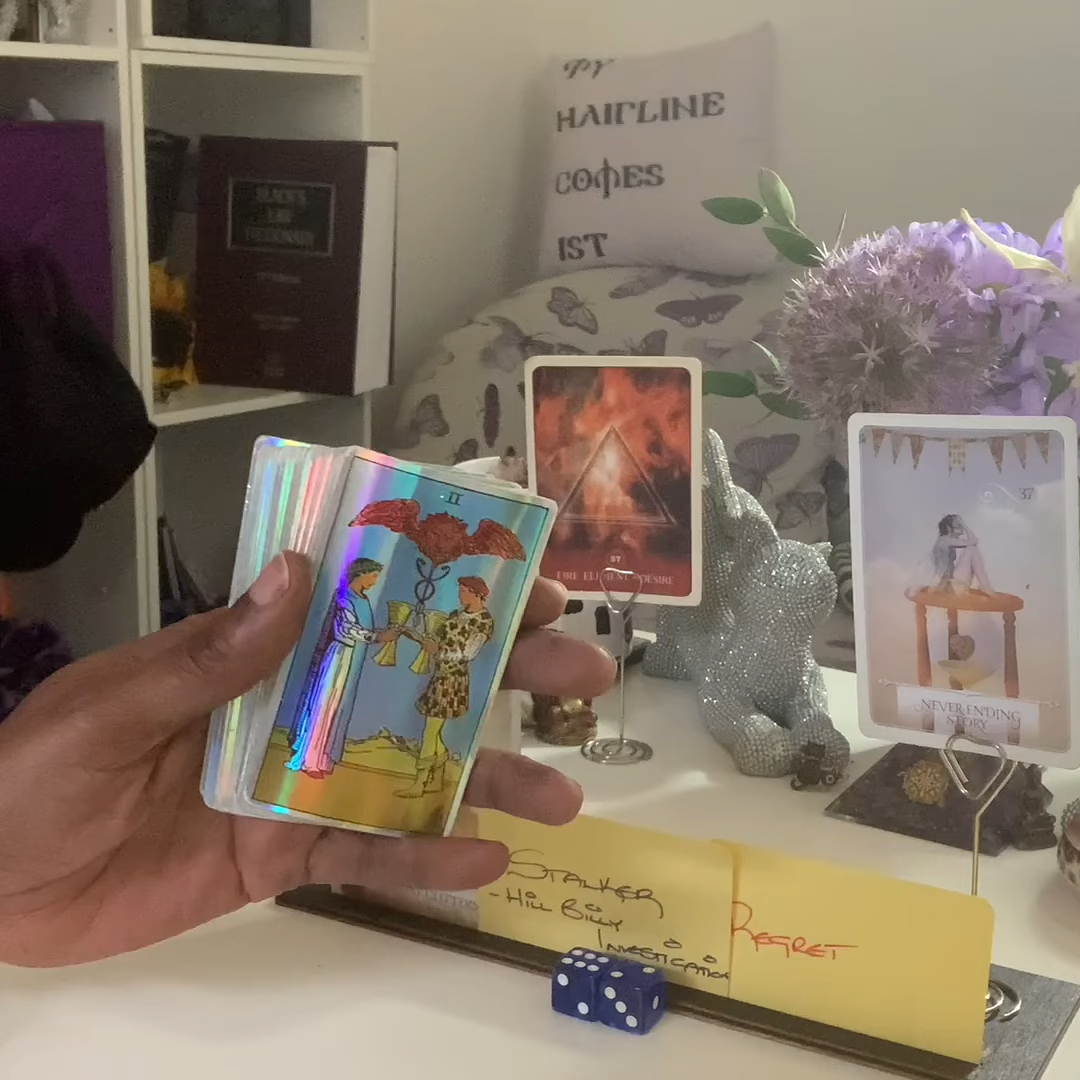 MY
HAIRLINE
COMES
IST
BLACK'S
LAW
DICTIONARY
II
37
FIRE ELEMENT - DESIRE
37
NEVER ENDING
STORY
STALKER
- HILL BILLY
INVESTIGATION
REGRET